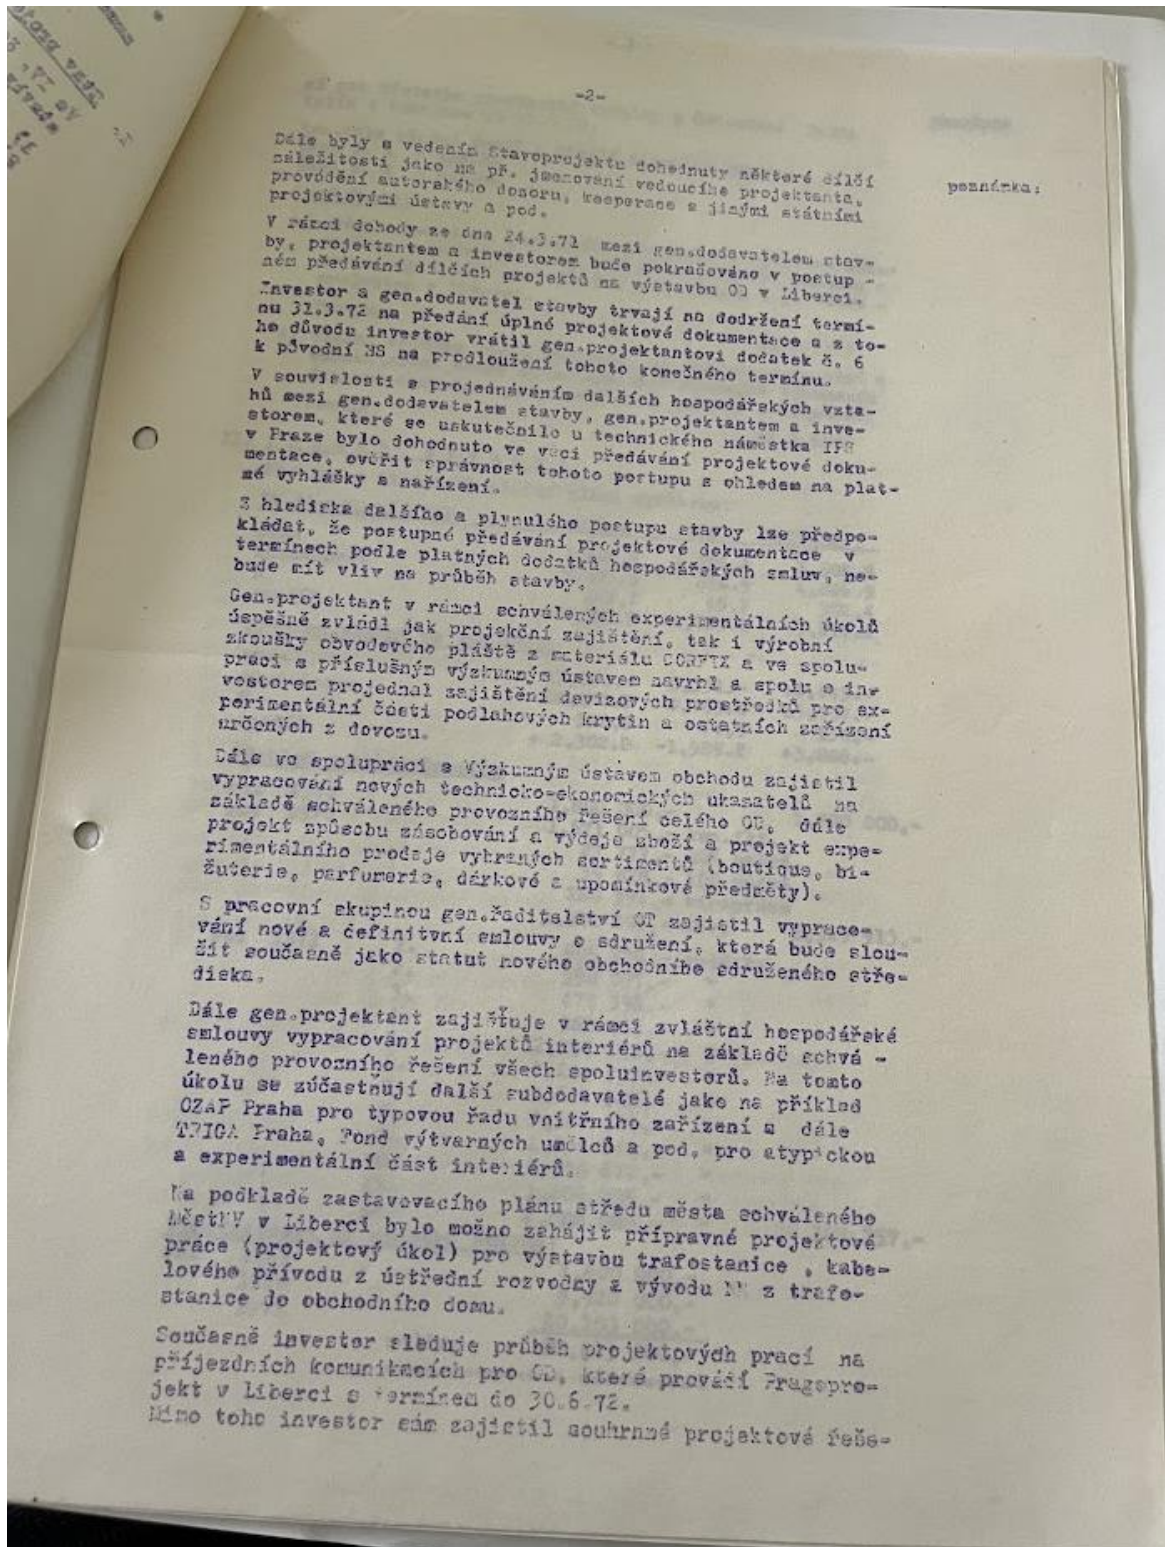 -2-
poznámka:
Dále byly s vedením Stavoprojektu dohodnuty některé dílčí
záležitosti jako na př. jmenování vedoucího projektanta,
provádění autorského dozoru, kooperace s jinými státními
projektovými ústavy a pod.
V rámci dohody ze dne 24.3.71 mezi gen.dodavatelem stav-
by, projektantem a investorem bude pokračováno v postup -
ném předávání dílčích projektů na výstavbu OD v Liberci.
Investor a gen.dodavatel stavby trvají na dodržení termí-
nu 31.3.72 na předání úplné projektové dokumentace a z to-
ho důvodu investor vrátil gen.projektantovi dodatek č. 6
k původní HS na prodloužení tohoto konečného termínu.
V souvislosti s projednáváním dalších hospodářských vzta-
hů mezi gen.dodavatelem stavby, gen.projektantem a inve-
storem, které se uskutečnilo u technického náměstka
v Praze bylo dohodnuto ve věci předávání projektové doku-
mentace, ověřit správnost tohoto postupu s ohledem na plat-
né vyhlášky a nařízení.
Z hlediska dalšího a plynulého postupu stavby lze předpo-
kládat, že postupné předávání projektové dokumentace v
termínech podle platných dodatků hospodářských smluv, ne-
bude mít vliv na průběh stavby.
Gen.projektant v rámci schválených experimentálních úkolů
úspěšně zvládl jak projekční zajištění, tak i výrobní
zkoušky obvodového pláště z materiálu a ve spolu-
práci s příslušným výzkumným ústavem navrhl a spolu s in-
vestorem projednal zajištění devizových prostředků pro ex-
perimentální části podlahových krytin a ostatních zařízení
určených z dovozu.
Dále ve spolupráci s Výzkumným ústavem obchodu zajistil
vypracování nových technicko-ekonomických ukazatelů na
základě schváleného provozního řešení celého OD, dále
projekt způsobu zásobování a výdeje zboží a projekt expe-
rimentálního prodeje vybraných sortimentů (boutique, bi-
žuterie, parfumerie, dárkové a upomínkové předměty).
S pracovní skupinou gen.ředitelství OT zajistil vypraco-
vání nové a definitvní smlouvy o sdružení, která bude slou-
žit současně jako statut nového obchodního sdruženého stře-
diska.
Dále gen.projektant zajišťuje v rámci zvláštní hospodářské
smlouvy vypracování projektů interiérů na základě schvá -
leného provozního řešení všech spoluinvestorů. Na tomto
úkolu se zúčastňují další subdodavatelé jako na příklad
OZAP Praha pro typovou řadu vnitřního zařízení a dále
TRIGA Praha, Fond výtvarných umělců a pod. pro atypickou
a experimentální část interiérů.
Na podkladě zastavovacího plánu středu města schváleného
MěstNV v Liberci bylo možno zahájit přípravné projektové
práce (projektový úkol) pro výstavbu trafostanice , kabe-
lového přívodu z ústřední rozvodny a vývodu NN z trafo-
stanice do obchodního domu.
Současně investor sleduje průběh projektových prací na
příjezdních komunikacích pro OD, které provádí Pragopro-
jekt v Liberci s termínem do 30.6.72.
Mimo toho investor sám zajistil souhrnné projektové řeše-